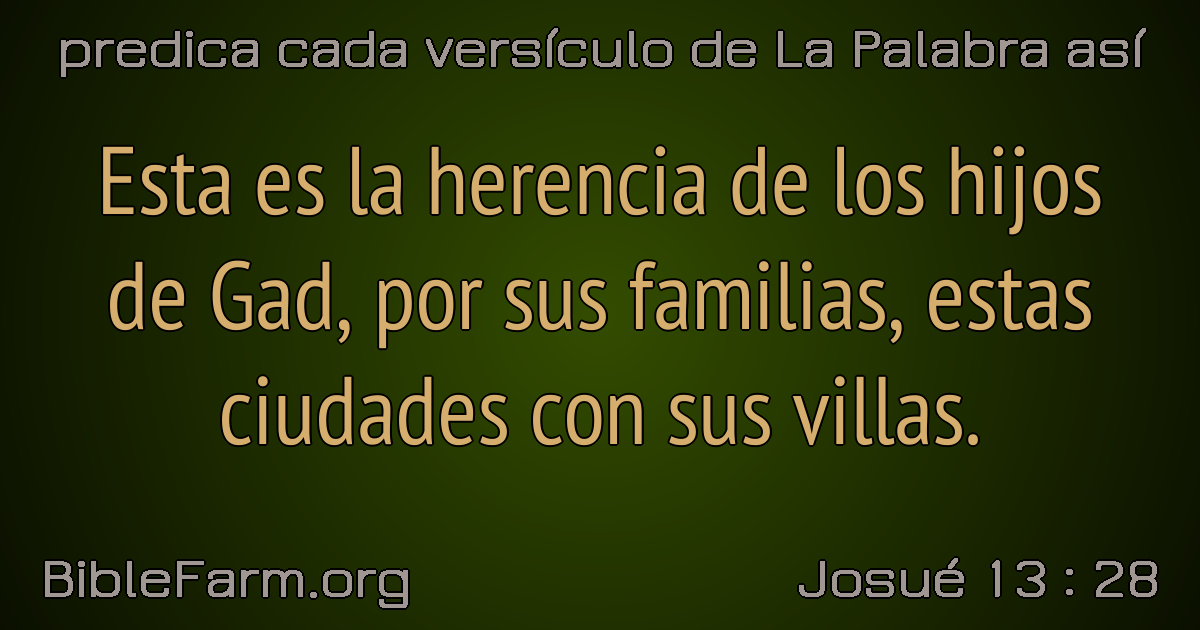 predica cada versículo de La Palabra así
Esta es la herencia de los hijos
de Gad, por sus familias, estas
ciudades con sus villas.
BibleFarm.org
Josué 13 : 28